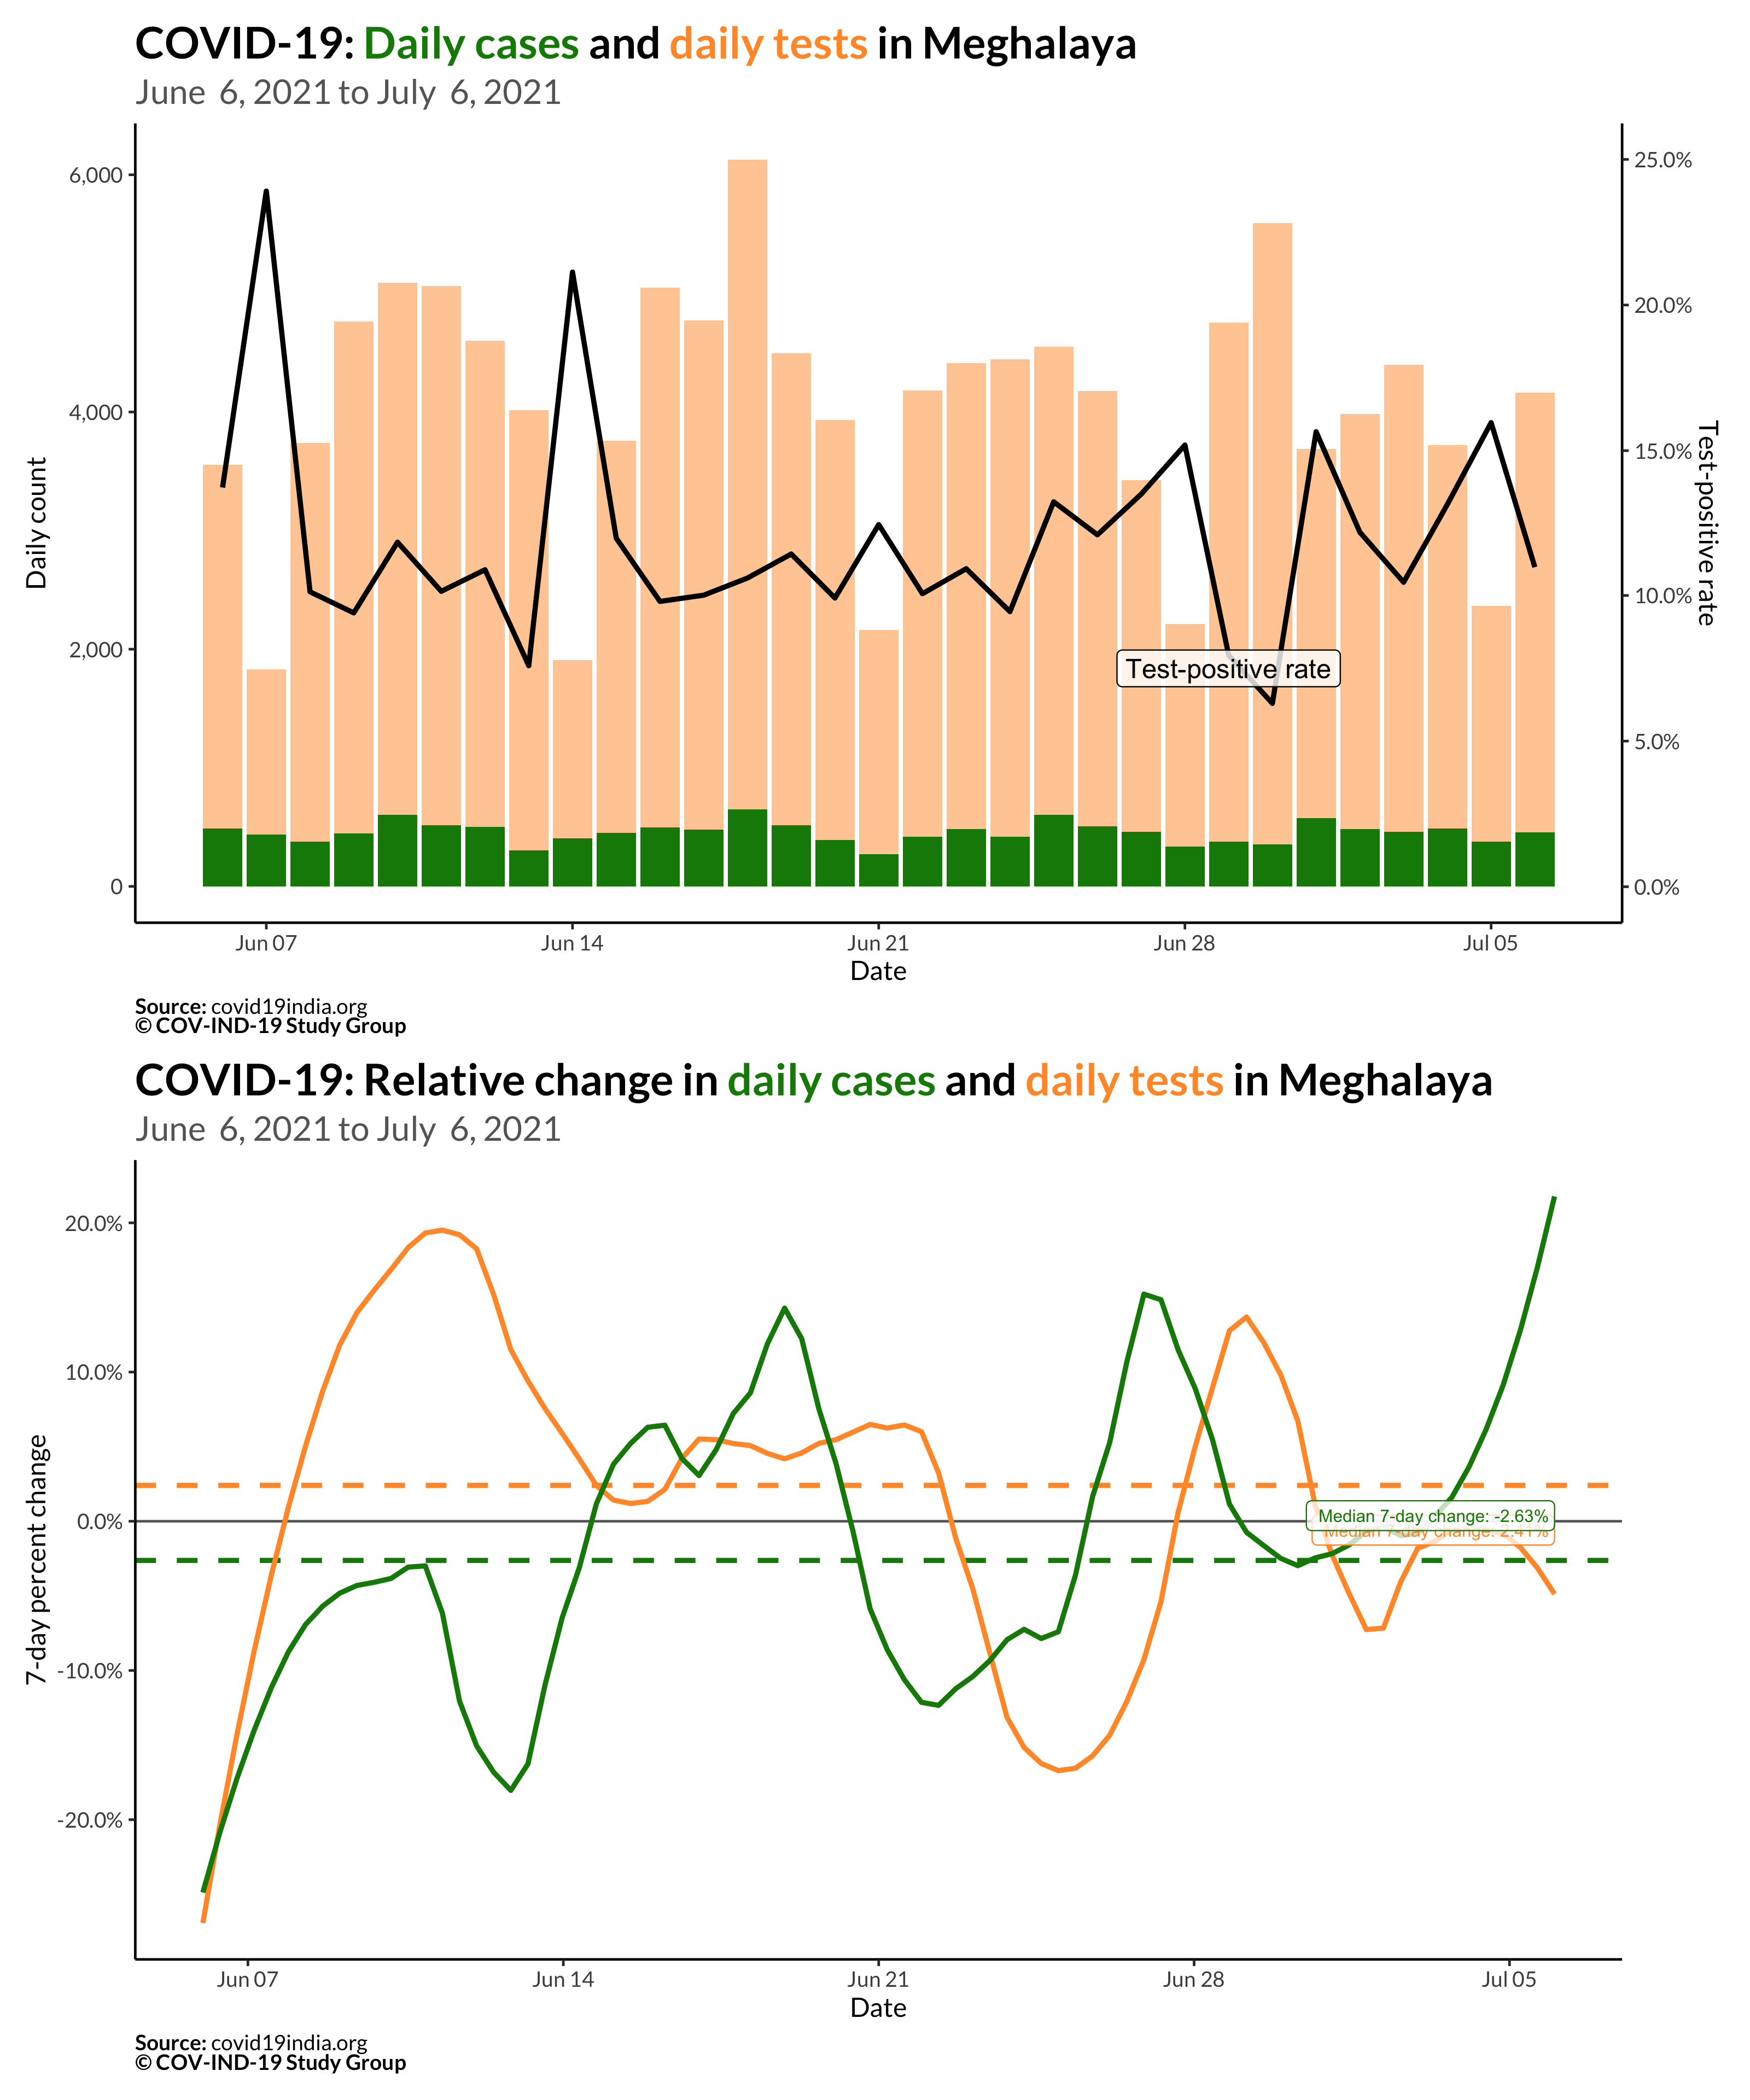 COVID-19: Daily cases and daily tests in Meghalaya
June 6, 2021 to July 6, 2021
6,000
4,000
2,000
0
Daily count
25.0%
20.0%
15.0%
10.0%
5.0%
0.0%
Test-positive rate
Test-positive rate
Jun 07
Jun 14
Jun 21
Jun 28
Jul 05
Date
Source: covid19india.org
© COV-IND-19 Study Group
COVID-19: Relative change in daily cases and daily tests in Meghalaya
June 6, 2021 to July 6, 2021
20.0%
10.0%
0.0%
-10.0%
-20.0%
7-day percent change
Median 7-day change: -2.63%
Median 7-day change: 2.41%
Jun 07
Jun 14
Jun 21
Jun 28
Jul 05
Date
Source: covid19india.org
© COV-IND-19 Study Group